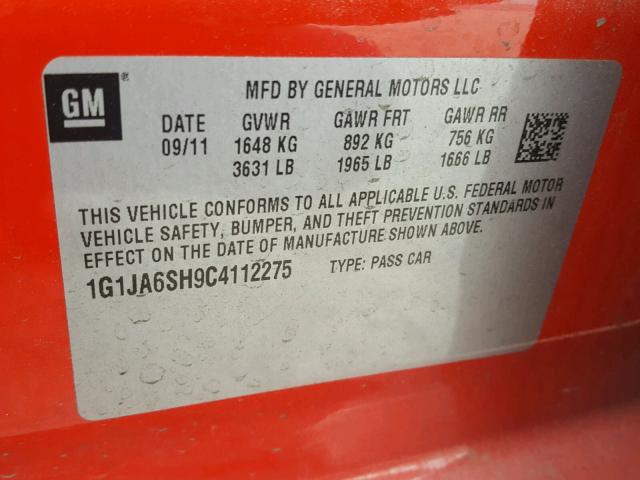 GM ®
MFD BY GENERAL MOTORS LLC
DATE GVWR GAWR FRT GAWR RR
09/11 1648 KG 892 KG 756 KG
3631 LB 1965 LB 1666 LB
THIS VEHICLE CONFORMS TO ALL APPLICABLE U.S. FEDERAL MOTOR
VEHICLE SAFETY, BUMPER, AND THEFT PREVENTION STANDARDS IN
EFFECT ON THE DATE OF MANUFACTURE SHOWN ABOVE.
1G1JA6SH9C4112275 TYPE: PASS CAR